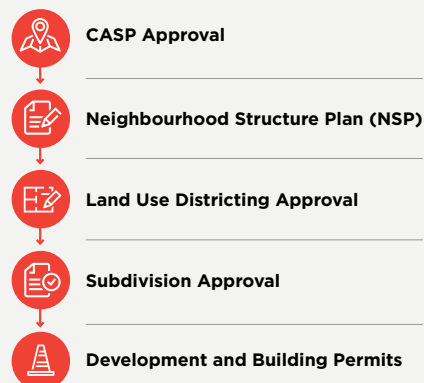 CASP Approval
Neighbourhood Structure Plan (NSP)
Land Use Districting Approval
Subdivision Approval
Development and Building Permits